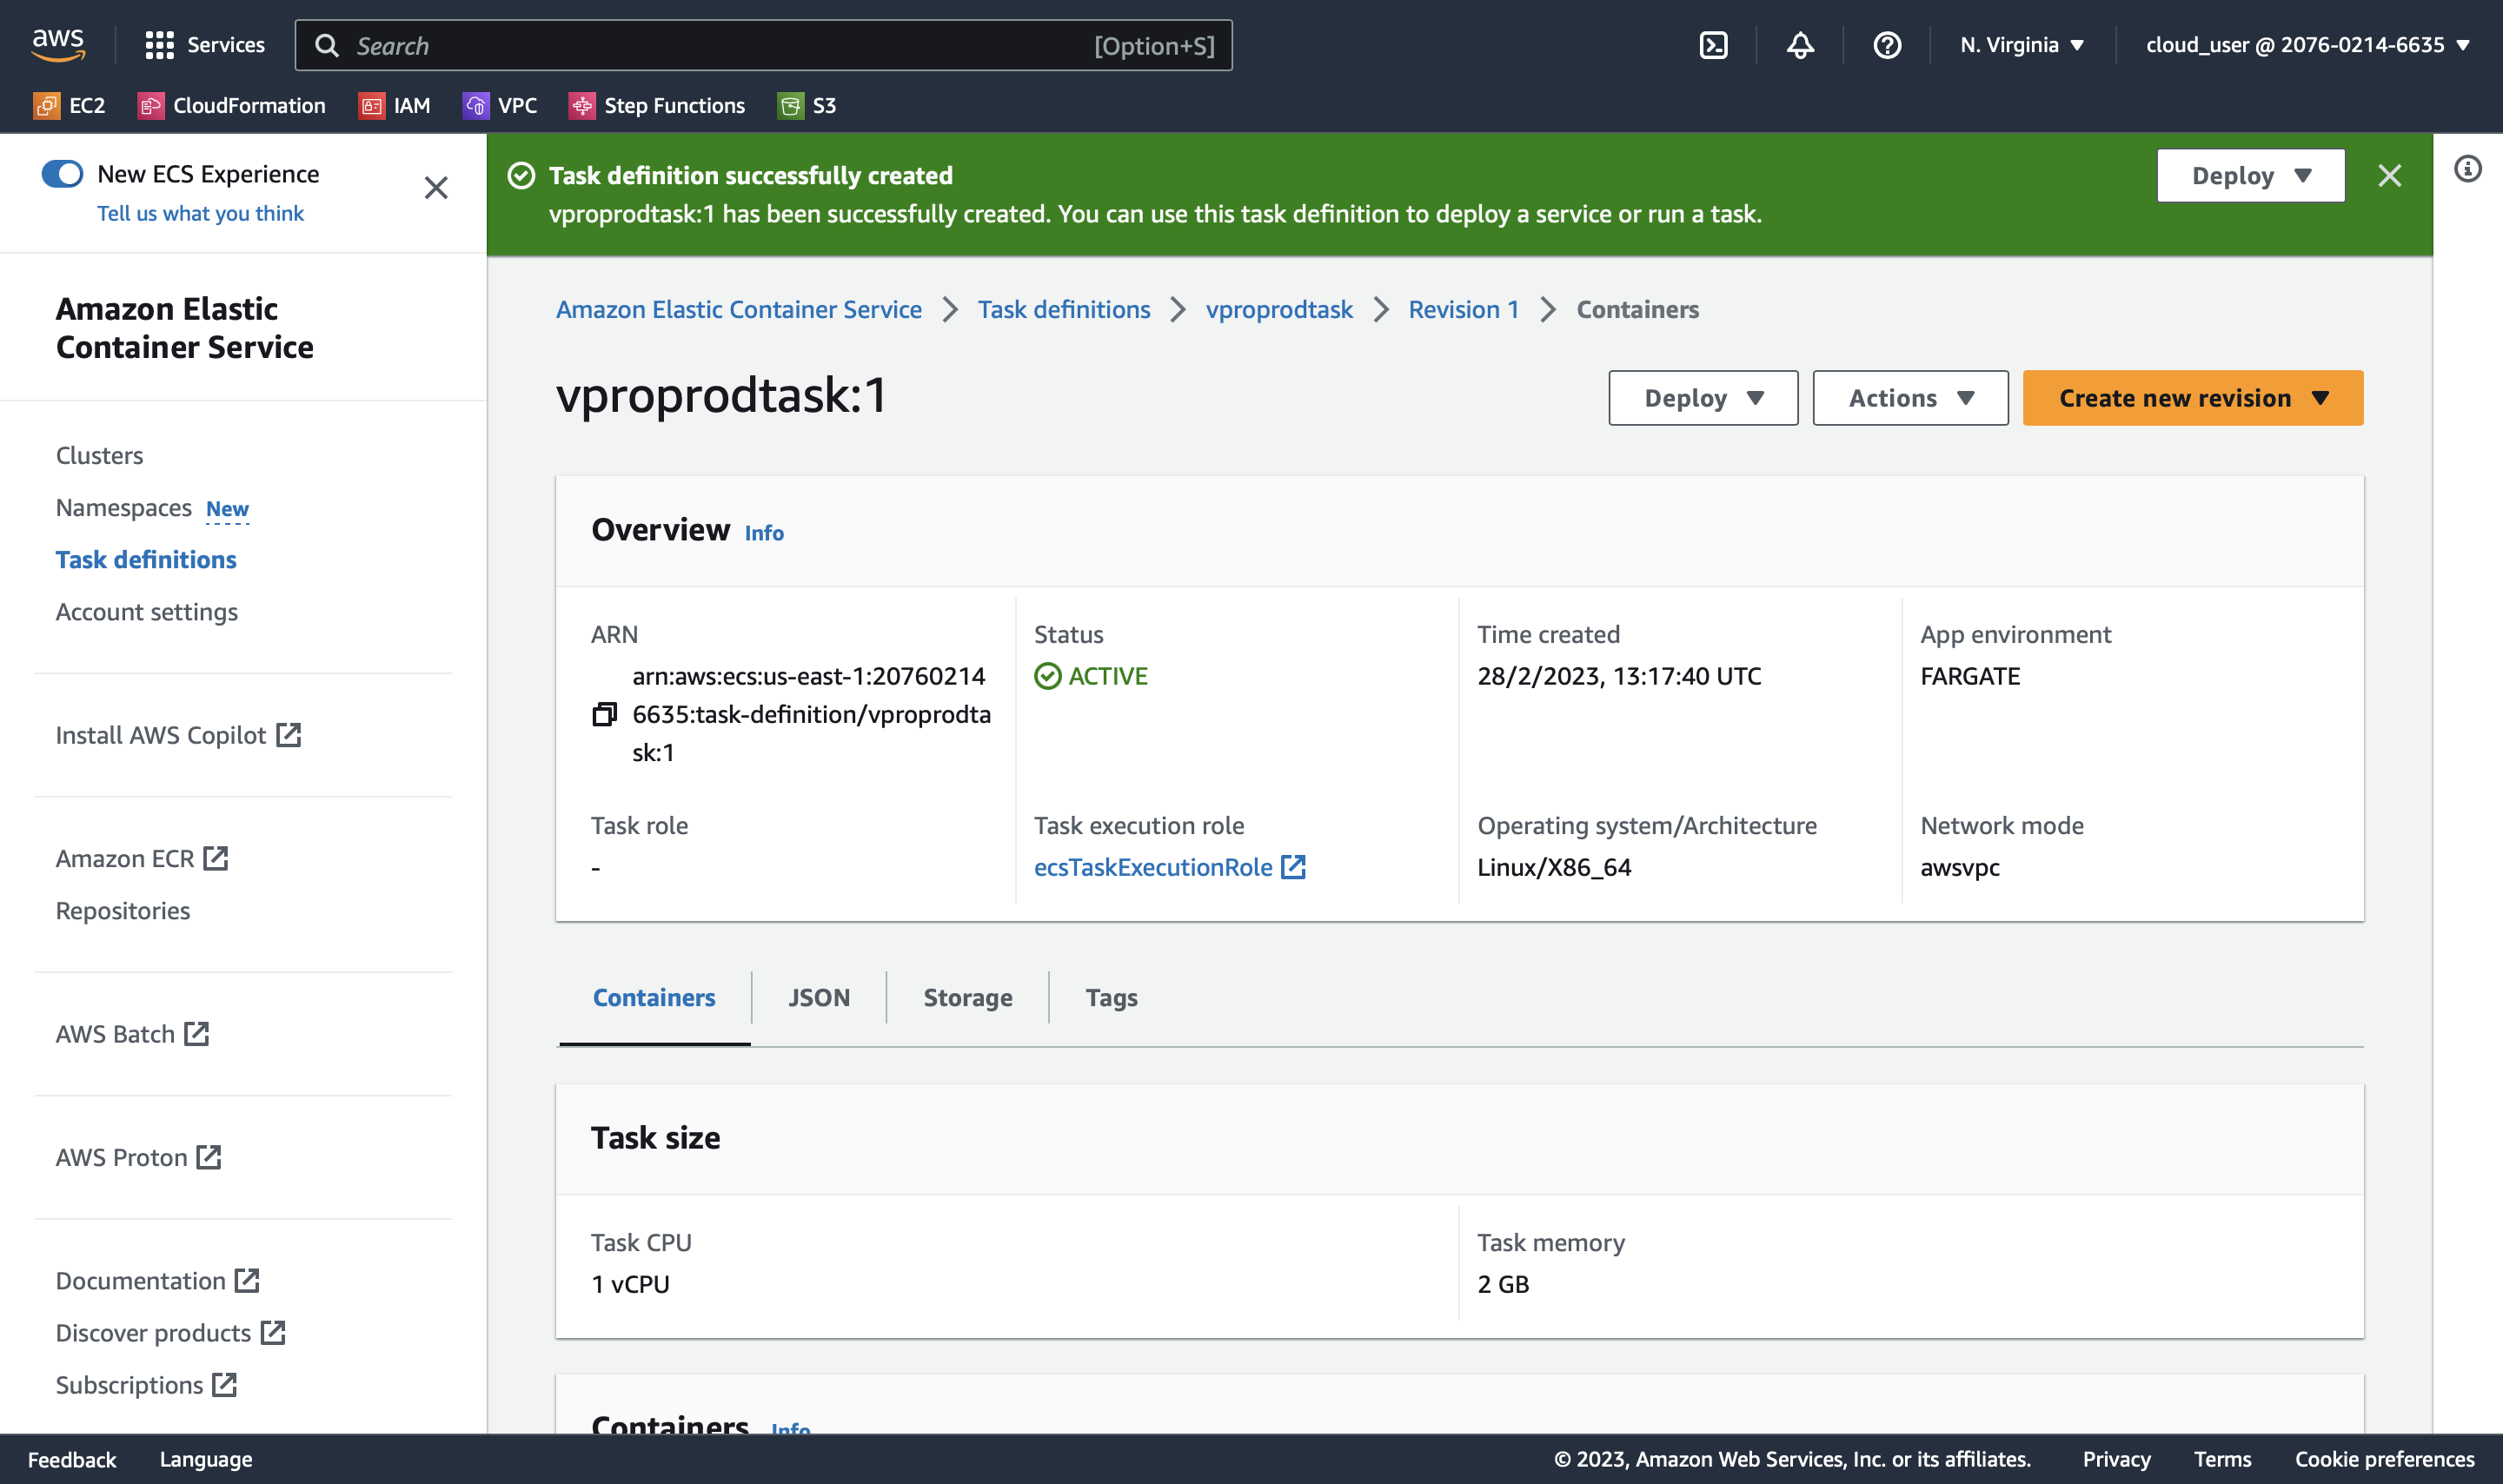 aws
Services
Search
[Option+S]
N. Virginia
cloud_user @ 2076-0214-6635
EC2
CloudFormation
IAM
VPC
Step Functions
S3
New ECS Experience
Tell us what you think
Amazon Elastic
Container Service
Clusters
Namespaces New
Task definitions
Account settings
Install AWS Copilot
Amazon ECR
Repositories
AWS Batch
AWS Proton
Documentation
Discover products
Subscriptions
Task definition successfully created
vproprodtask:1 has been successfully created. You can use this task definition to deploy a service or run a task.
Deploy
Amazon Elastic Container Service
Task definitions
vproprodtask
Revision 1
Containers
vproprodtask:1
Deploy
Actions
Create new revision
Overview Info
ARN
arn:aws:ecs:us-east-1:20760214
6635:task-definition/vproprodta
sk:1
Status
ACTIVE
Time created
28/2/2023, 13:17:40 UTC
App environment
FARGATE
Task role
-
Task execution role
ecsTaskExecutionRole
Operating system/Architecture
Linux/X86_64
Network mode
awsvpc
Containers
JSON
Storage
Tags
Task size
Task CPU
1 vCPU
Task memory
2 GB
Containers Info
Feedback
Language
© 2023, Amazon Web Services, Inc. or its affiliates.
Privacy
Terms
Cookie preferences